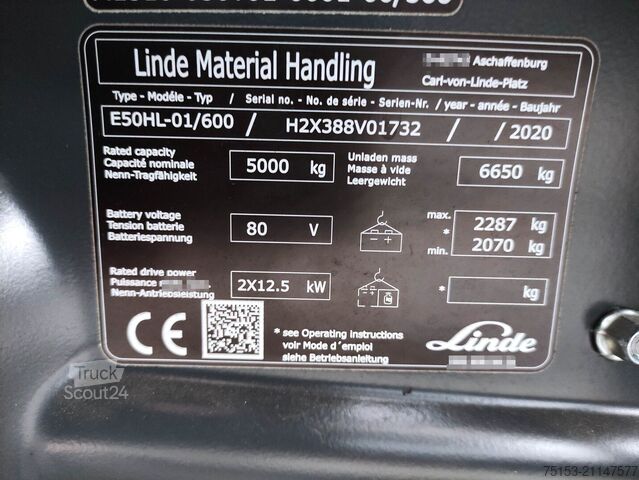 Linde Material Handling
Aschaffenburg
Carl-von-Linde-Platz
Type - Modèle - Typ / Serial no. - No. de série - Serien-Nr. / year - année - Baujahr
E50HL-01/600 / H2X388V01732 / / 2020
Rated capacity
Capacité nominale
Nenn-Tragfähigkeit
5000 kg
Unladen mass
Masse à vide
Leergewicht
6650 kg
Battery voltage
Tension batterie
Batteriespannung
80 V
max. 2287 kg
*
min. 2070 kg
Rated drive power
Puissance
Nenn-Antriebsleistung
2X12.5 kW
* kg
CE
* see Operating instructions
voir Mode d'emploi
siehe Betriebsanleitung
Linde
Truck
Scout24
75153-21147577